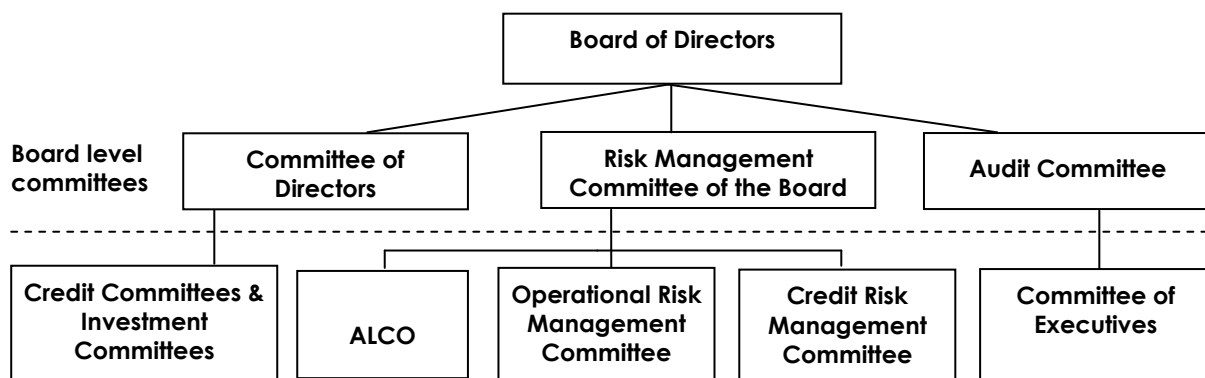 Board of Directors
Board level
committees
Committee of
Directors
Risk Management
Committee of the Board
Audit Committee
Credit Committees &
Investment
Committees
ALCO
Operational Risk
Management
Committee
Credit Risk
Management
Committee
Committee of
Executives